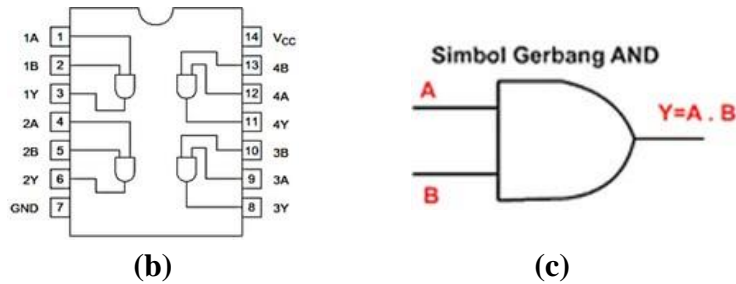 1A 1 14 VCC
1B 2 13 4B
1Y 3 12 4A
2A 4 11 4Y
2B 5 10 3B
2Y 6 9 3A
GND 7 8 3Y
(b)
Simbol Gerbang AND
A
Y=A . B
B
(c)